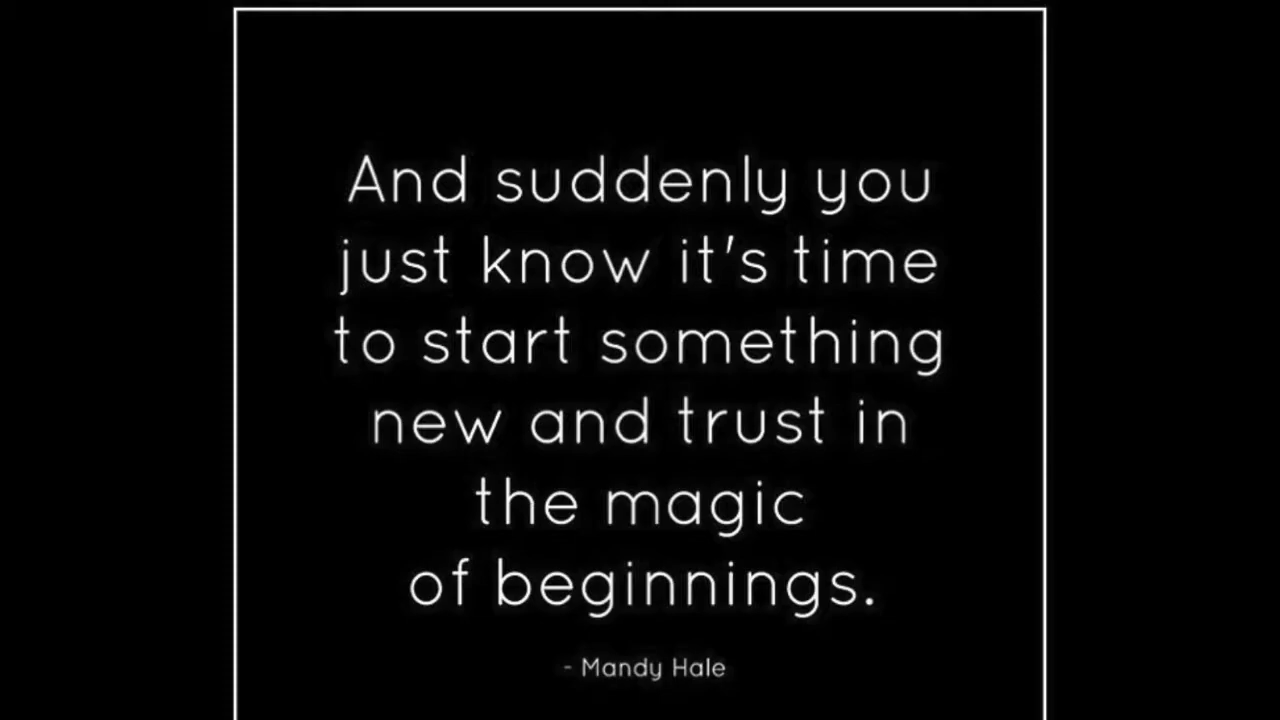 And suddenly you
just know it's time
to start something
new and trust in
the magic
of beginnings.
- Mandy Hale